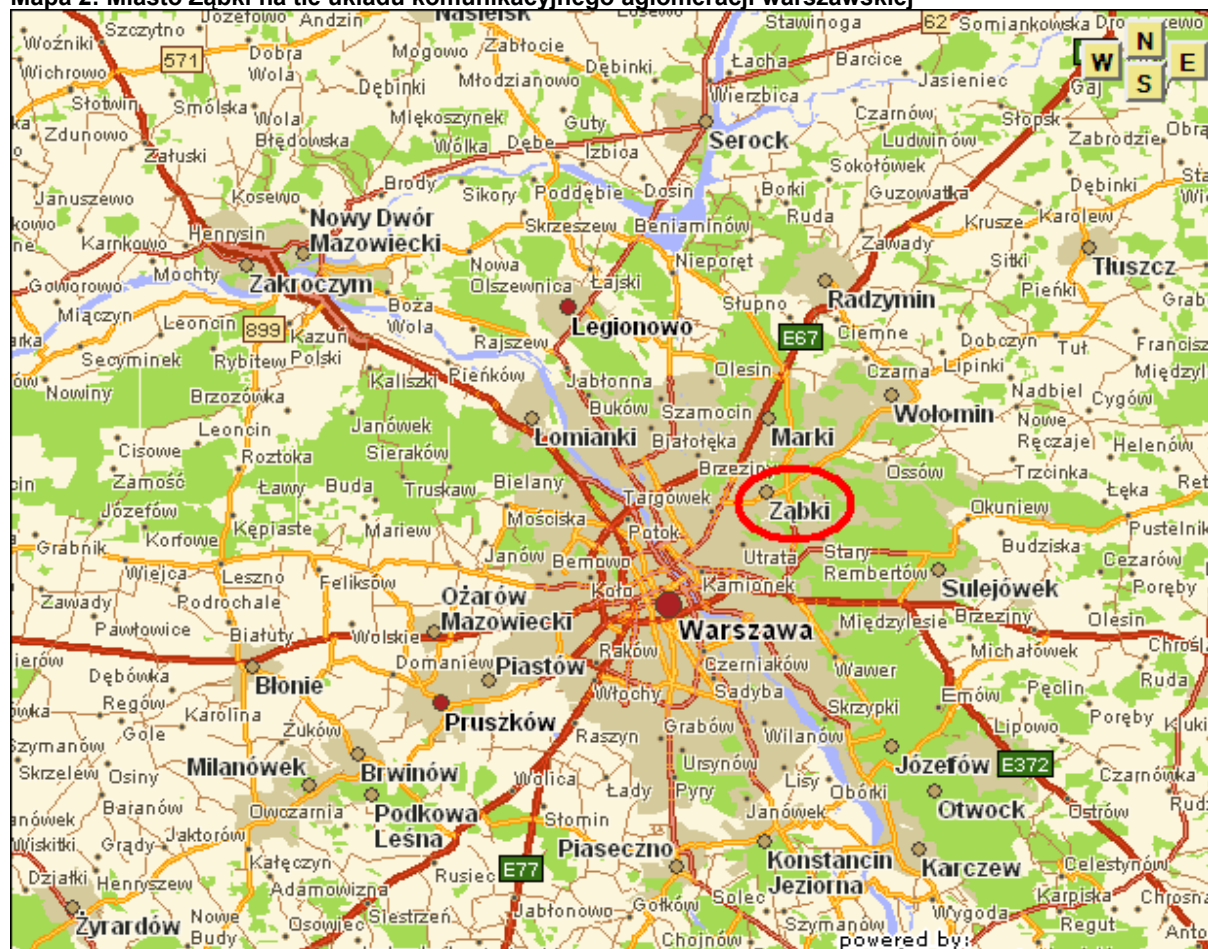 Mapa 2. Miasto Ząbki na tle układu komunikacyjnego aglomeracji warszawskiej
Józefowo
Andzin
Nasielsk
Stawinoga
62
Somiankowska
Szczytno
Woźniki
571
Dobra
Wola
Mogowo
Zabłocie
Dębinki
Łacha
Barcice
N
W
E
S
Wichrowo
Dębinki
Młodzianowo
Jasieniec
Gaj
Słotwin
Smólska
Wola
Błędowska
Miękoszynek
Guty
Wierzbica
Czarnów
Słopsk
Zdunowo
Załuski
Wólka
Dębe
Izbica
Serock
Ludwinów
Zabrodzie
Sokołówek
Januszewo
Kosewo
Brody
Sikory
Poddębie
Dosin
Borki
Guzowatka
Dębinki
Nowy Dwór
Mazowiecki
Skrzeszew
Beniaminów
Ruda
Krusze
Karolew
Karnkowo
Hennysin
Zawady
Mochty
Zakroczym
Nowa
Olszewnica
Łajski
Nieporęt
Sitki
Tłuszcz
Goworowo
Radzymin
Pieńki
Miączyn
Leoncin
899
Kazuń
Polski
Boża
Wola
Legionowo
Słupno
Ciemne
Secyminek
Rybitew
Rajszew
E67
Dobczyn
Tuł
Nowiny
Brzozówka
Kaliszki
Pieńków
Jabłonna
Olesin
Czarna
Lipinki
Nadbiel
Cygów
Leoncin
Janówek
Łomianki
Buków
Szamocin
Marki
Wołomin
Nowe
Ręczaje
Helenów
Cisowe
Roztoka
Sieraków
Białołęka
Brzeziny
Ossów
Trzcinka
Zamość
Ławy
Buda
Truskaw
Bielany
Targówek
Ząbki
Łęka
Józefów
Kępiaste
Mariew
Mościska
Potok
Okuniew
Pustelnik
Korfowe
Grabnik
Janów
Bemowo
Utrata
Stary
Rembertów
Budziska
Cezarów
Wiejca
Leszno
Feliksów
Koło
Kamionek
Sulejówek
Poręby
Zawady
Podrochale
Ożarów
Mazowiecki
Warszawa
Międzylesie
Brzeziny
Olesin
Pawłowice
Białuty
Wolskie
Raków
Michałówek
Dębówka
Błonie
Domaniew
Piastów
Czerniaków
Wawer
Ruda
Regów
Karolina
Pruszków
Włochy
Sadyba
Skrzypki
Emów
Pęclin
Gole
Żuków
Grabów
Wilanów
Lipowo
Poręby
Szymanów
Raszyn
Skrzelew
Osiny
Milanówek
Brwinów
Wolica
Ursynów
Józefów
E372
Czarnówka
Baranów
Owczarnia
Podkowa
Leśna
Łady
Pyry
Lisy
Obórki
Otwock
Ostrów
Wiskitki
Grądy
Jaktorów
Słomin
Janówek
Kałęczyn
Piaseczno
Konstancin
Jeziorna
Karczew
Celestynów
Działki
Hennyszew
Adamowizna
Rusiec
E77
Karpiska
Żyrardów
Nowe
Budy
Osowiec
Siestrzeń
Jabłonowo
Gołków
Solec
Wygoda
Regut
Chojnów
Szymanów
powered by: